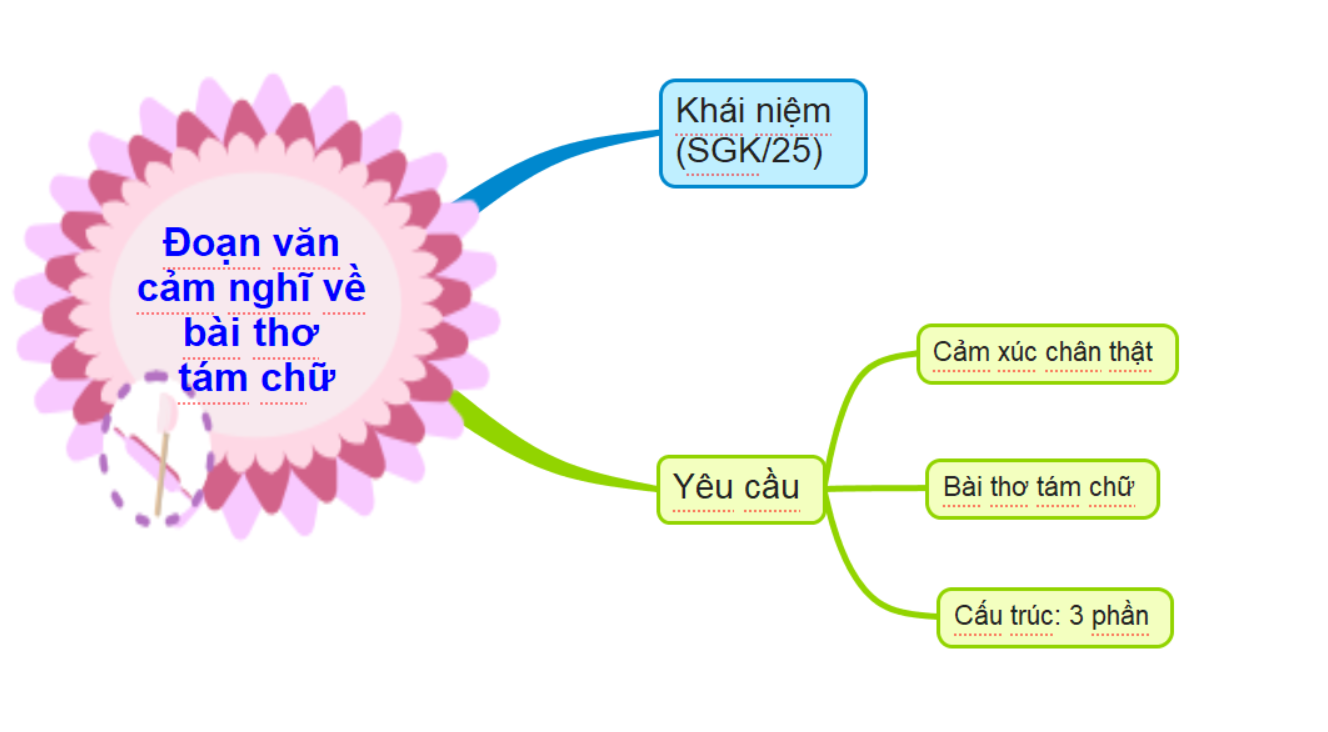 Đoạn văn
cảm nghĩ về
bài thơ
tám chữ
Khái niệm
(SGK/25)
Yêu cầu
Cảm xúc chân thật
Bài thơ tám chữ
Cấu trúc: 3 phần